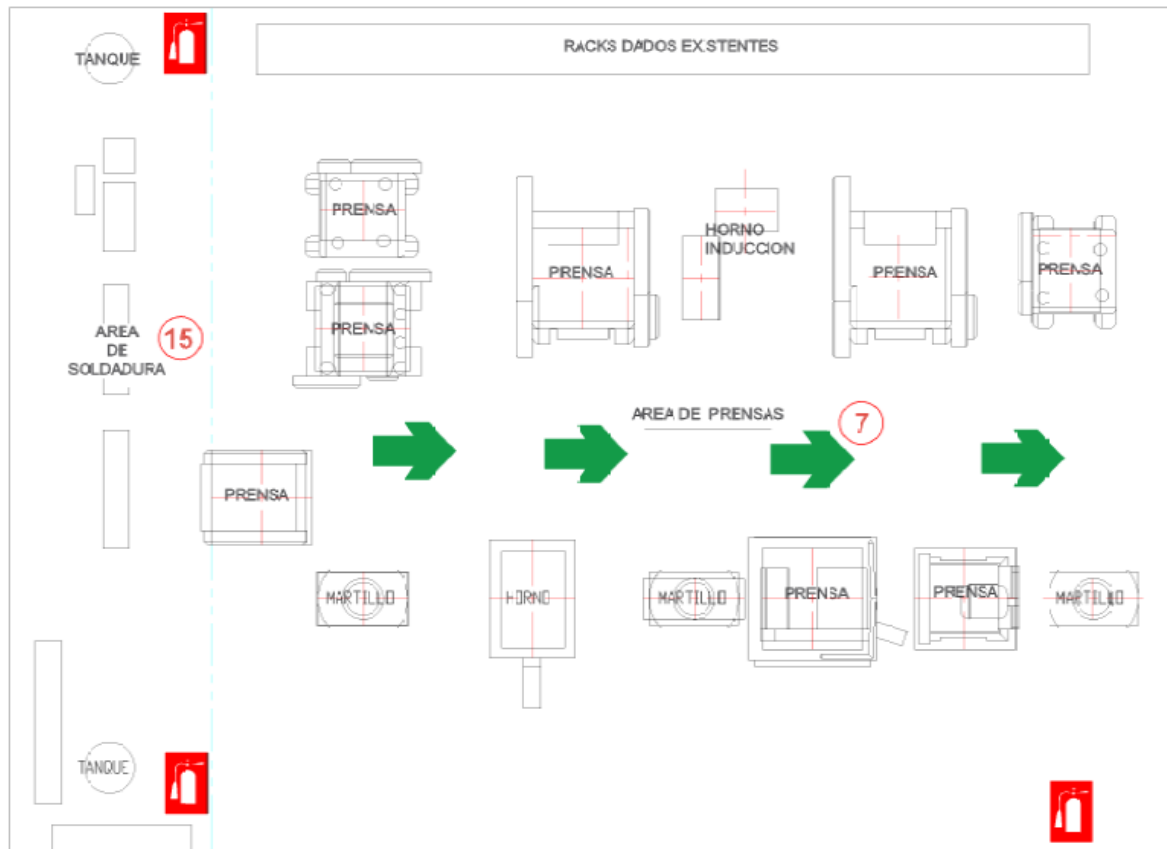 RACKS DADOS EXISTENTES
TANQUE
PRENSA
HORNO
INDUCCION
PRENSA
PRENSA
PRENSA
PRENSA
AREA
DE
SOLDADURA
15
AREA DE PRENSAS
7
PRENSA
MARTILLO
HORNO
MARTILLO
PRENSA
PRENSA
MARTILLO
TANQUE